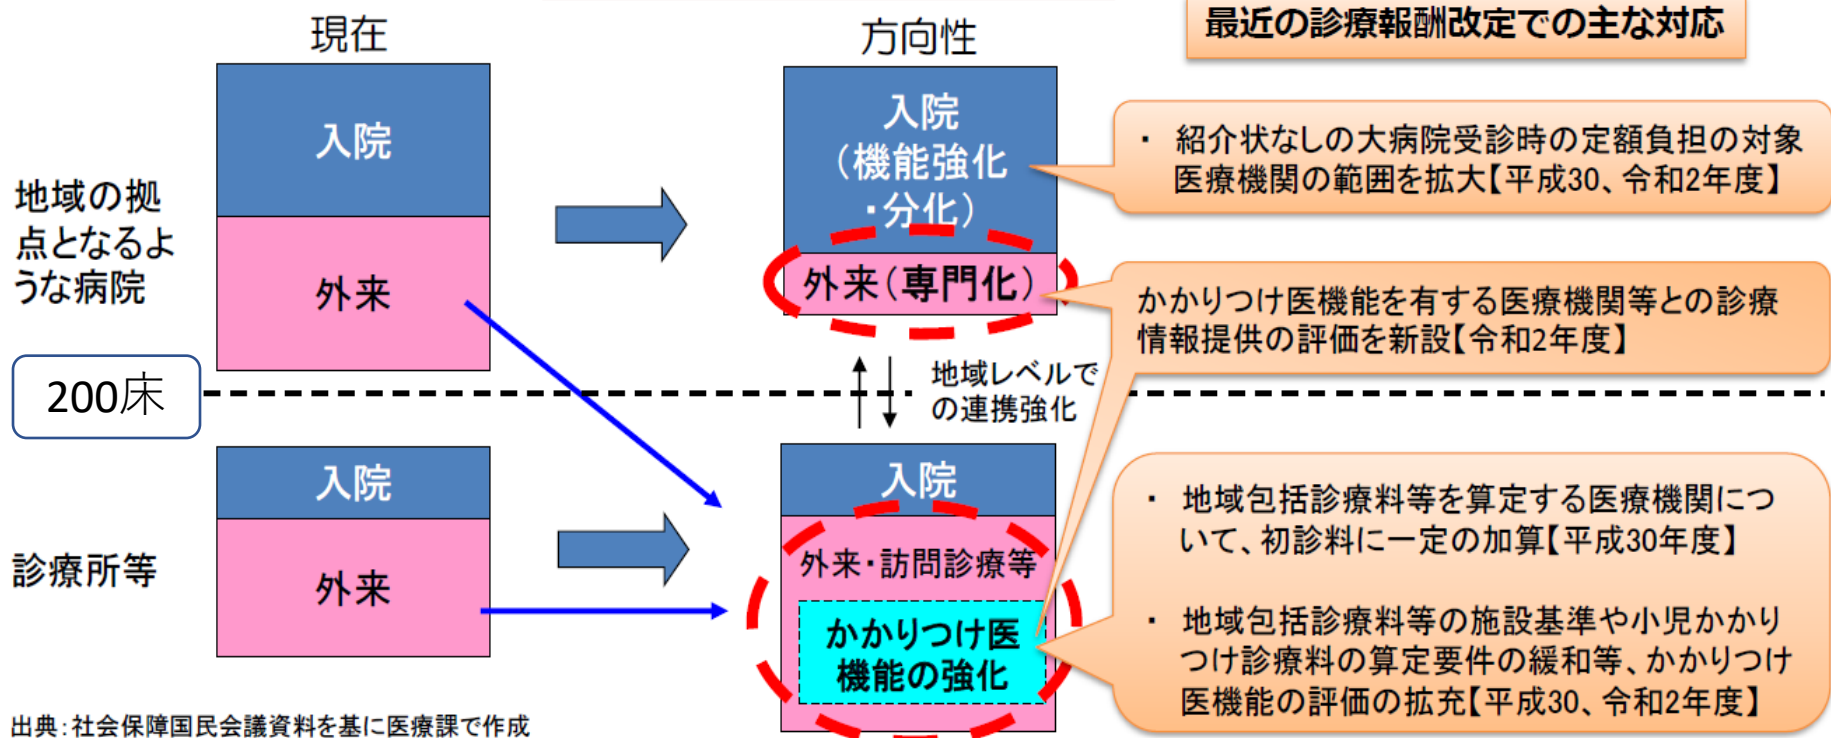 現在
方向性
最近の診療報酬改定での主な対応
地域の拠
点となるよ
うな病院
入院
外来
入院
(機能強化
・分化)
外来(専門化)
・ 紹介状なしの大病院受診時の定額負担の対象
医療機関の範囲を拡大【平成30、令和2年度】
かかりつけ医機能を有する医療機関等との診療
情報提供の評価を新設【令和2年度】
200床
地域レベルで
の連携強化
診療所等
入院
外来
入院
外来・訪問診療等
かかりつけ医
機能の強化
・ 地域包括診療料等を算定する医療機関につ
いて、初診料に一定の加算【平成30年度】
・ 地域包括診療料等の施設基準や小児かかり
つけ診療料の算定要件の緩和等、かかりつけ
医機能の評価の拡充【平成30、令和2年度】
出典:社会保障国民会議資料を基に医療課で作成